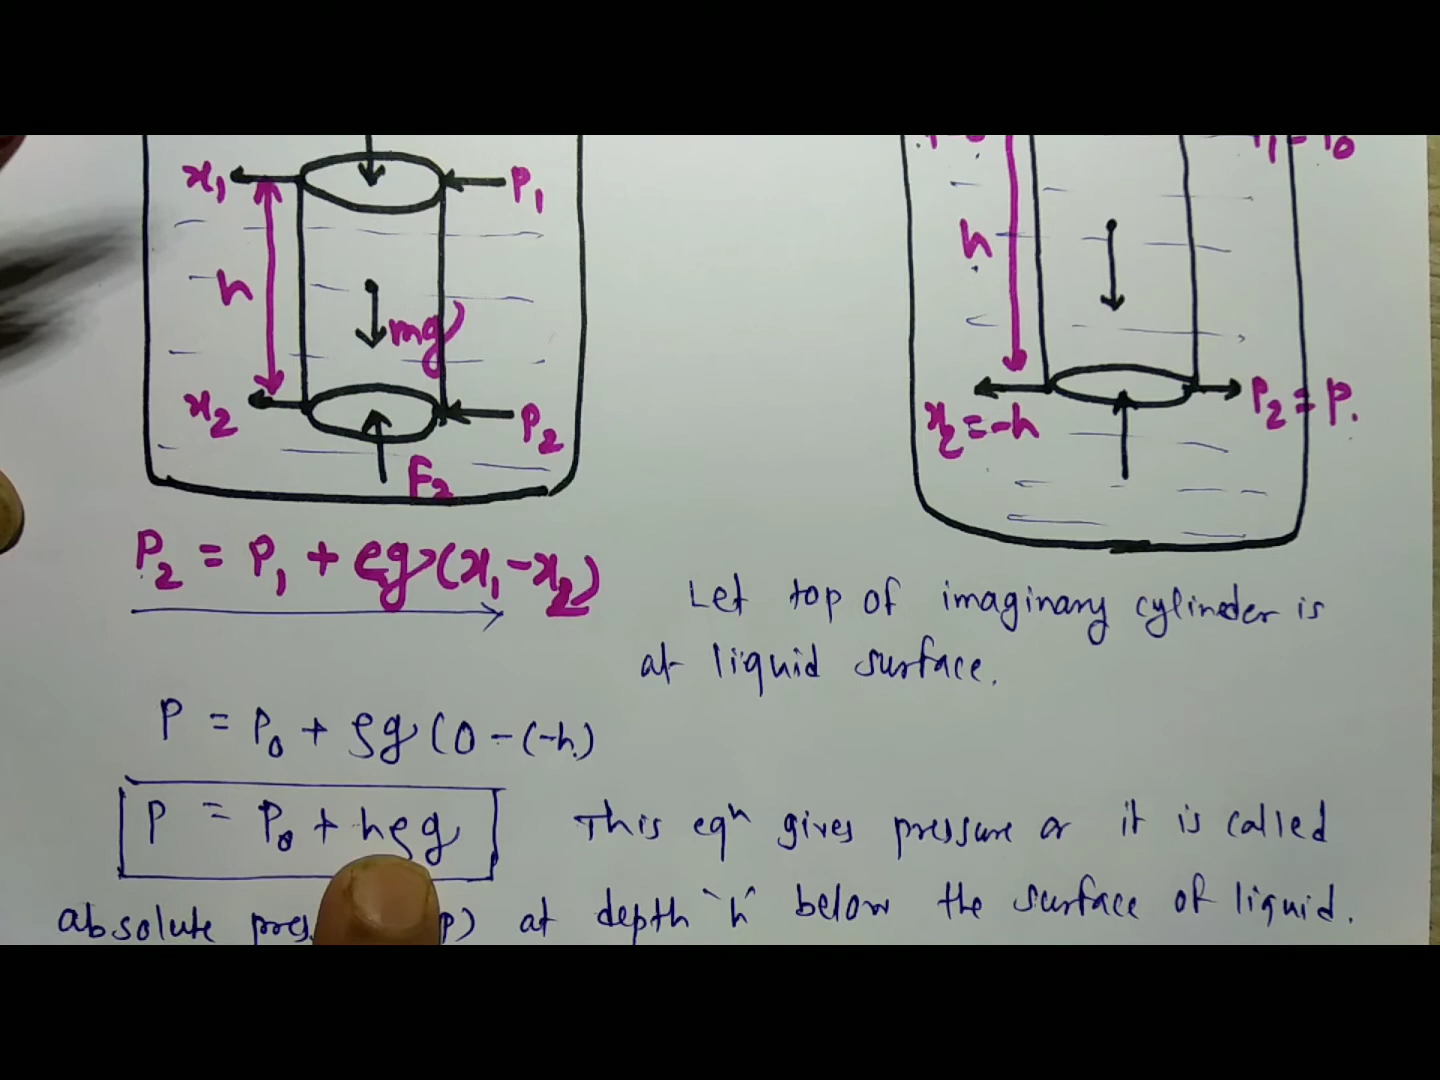 x₁ P₁
h
mg
x₂ P₂
F₂
h
x₂ = -h P₂ = P.
P₂ = P₁ + ρg(x₁-x₂)
Let top of imaginary cylinder is
at liquid surface.
P = P₀ + ρg(0-(-h)
P = P₀ + hρg This eqⁿ gives pressure or it is called
absolute P) at depth `h` below the surface of liquid.